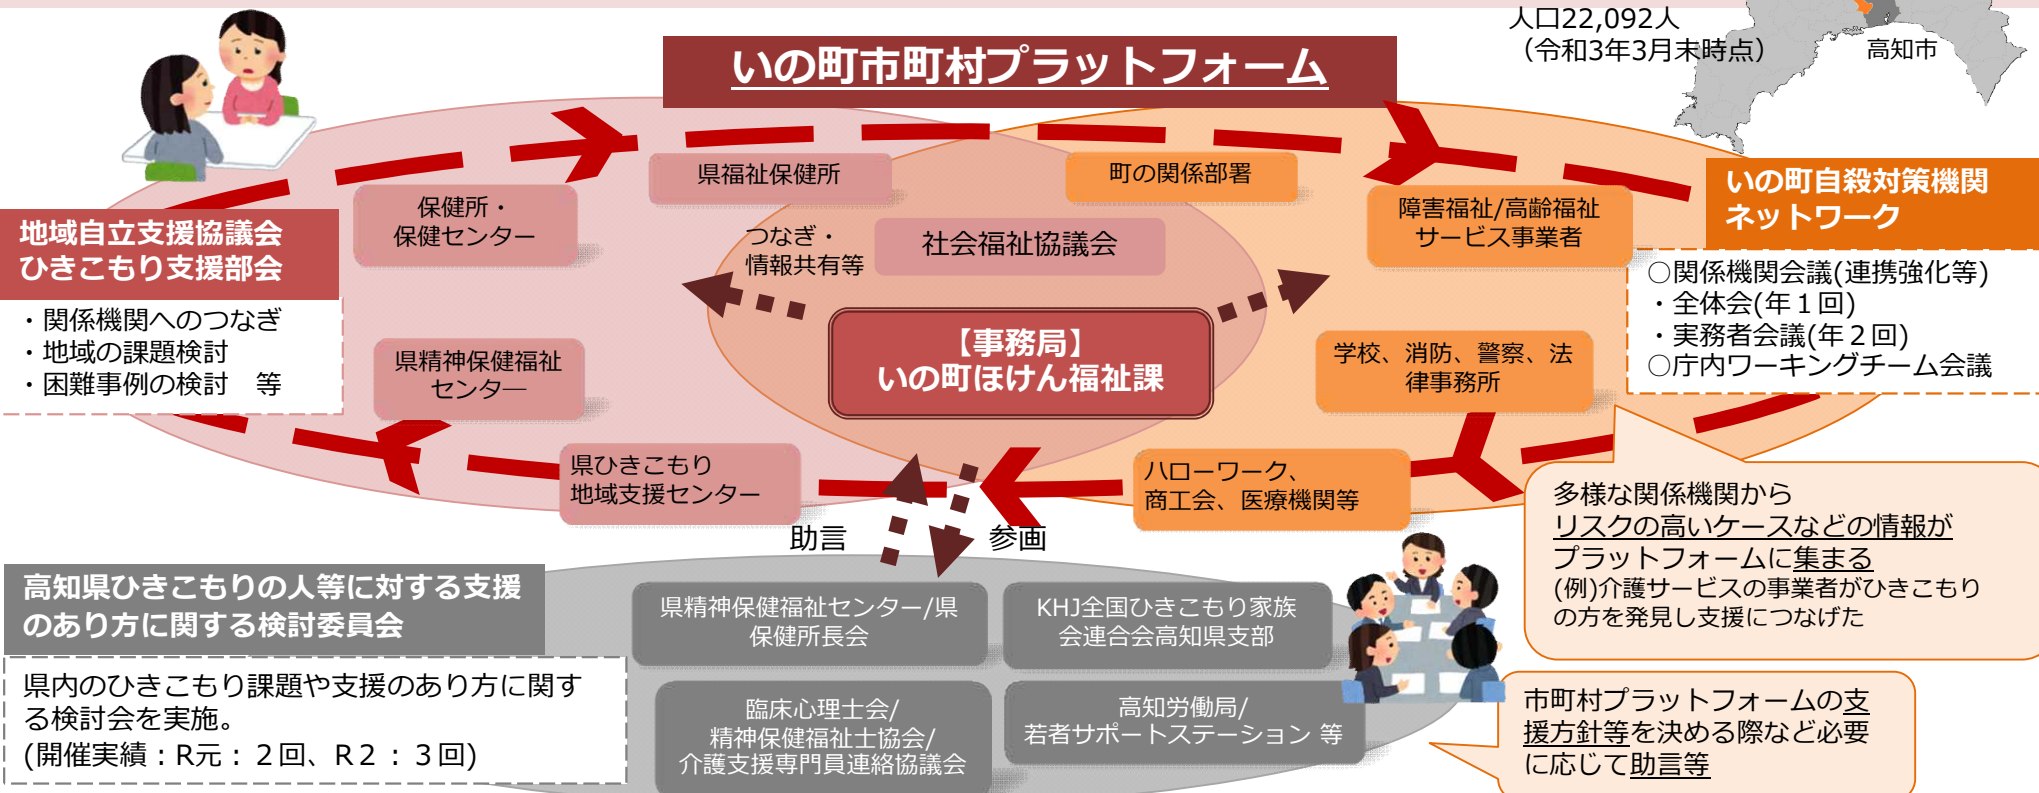 人口22,092人
（令和3年3月末時点）
高知市
いの町市町村プラットフォーム
県福祉保健所
町の関係部署
保健所・
保健センター
障害福祉/高齢福祉
サービス事業者
つなぎ・
情報共有等
社会福祉協議会
地域自立支援協議会
ひきこもり支援部会
・関係機関へのつなぎ
・地域の課題検討
・困難事例の検討　等
いの町自殺対策機関
ネットワーク
○関係機関会議(連携強化等)
・全体会(年１回)
・実務者会議(年２回)
○庁内ワーキングチーム会議
【事務局】
いの町ほけん福祉課
県精神保健福祉
センタ―
学校、消防、警察、法
律事務所
県ひきこもり
地域支援センター
ハローワーク、
商工会、医療機関等
助言
参画
多様な関係機関から
リスクの高いケースなどの情報が
プラットフォームに集まる
(例)介護サービスの事業者がひきこもり
の方を発見し支援につなげた
高知県ひきこもりの人等に対する支援
のあり方に関する検討委員会
県内のひきこもり課題や支援のあり方に関す
る検討会を実施。
(開催実績：R元：２回、R２：３回)
県精神保健福祉センター/県
保健所長会
KHJ全国ひきこもり家族
会連合会高知県支部
臨床心理士会/
精神保健福祉士協会/
介護支援専門員連絡協議会
高知労働局/
若者サポートステーション 等
市町村プラットフォームの支
援方針等を決める際など必要
に応じて助言等